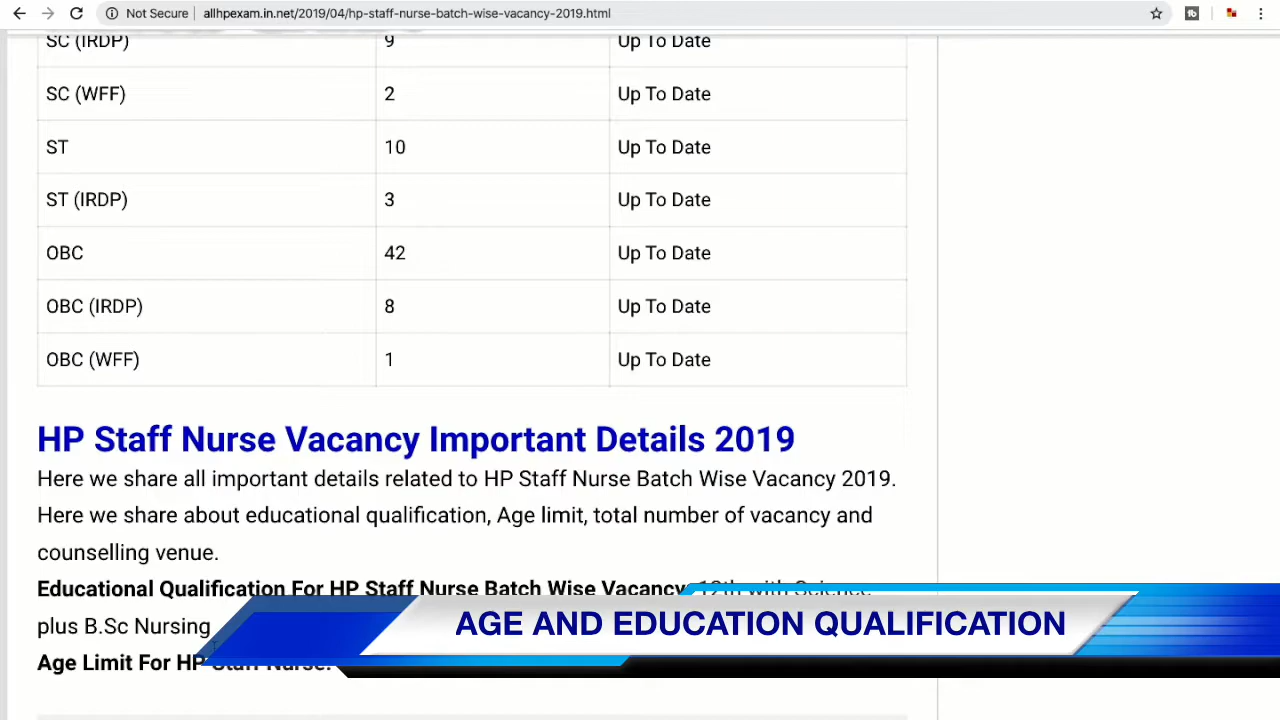 Not Secure allhpexam.in.net/2019/04/hp-staff-nurse-batch-wise-vacancy-2019.html
SC (IRDP) 9 Up To Date
SC (WFF) 2 Up To Date
ST 10 Up To Date
ST (IRDP) 3 Up To Date
OBC 42 Up To Date
OBC (IRDP) 8 Up To Date
OBC (WFF) 1 Up To Date
HP Staff Nurse Vacancy Important Details 2019
Here we share all important details related to HP Staff Nurse Batch Wise Vacancy 2019.
Here we share about educational qualification, Age limit, total number of vacancy and
counselling venue.
Educational Qualification For HP Staff Nurse Batch Wise Vacancy: 12th with Science
plus B.Sc Nursing
AGE AND EDUCATION QUALIFICATION
Age Limit For HP Staff Nurse: